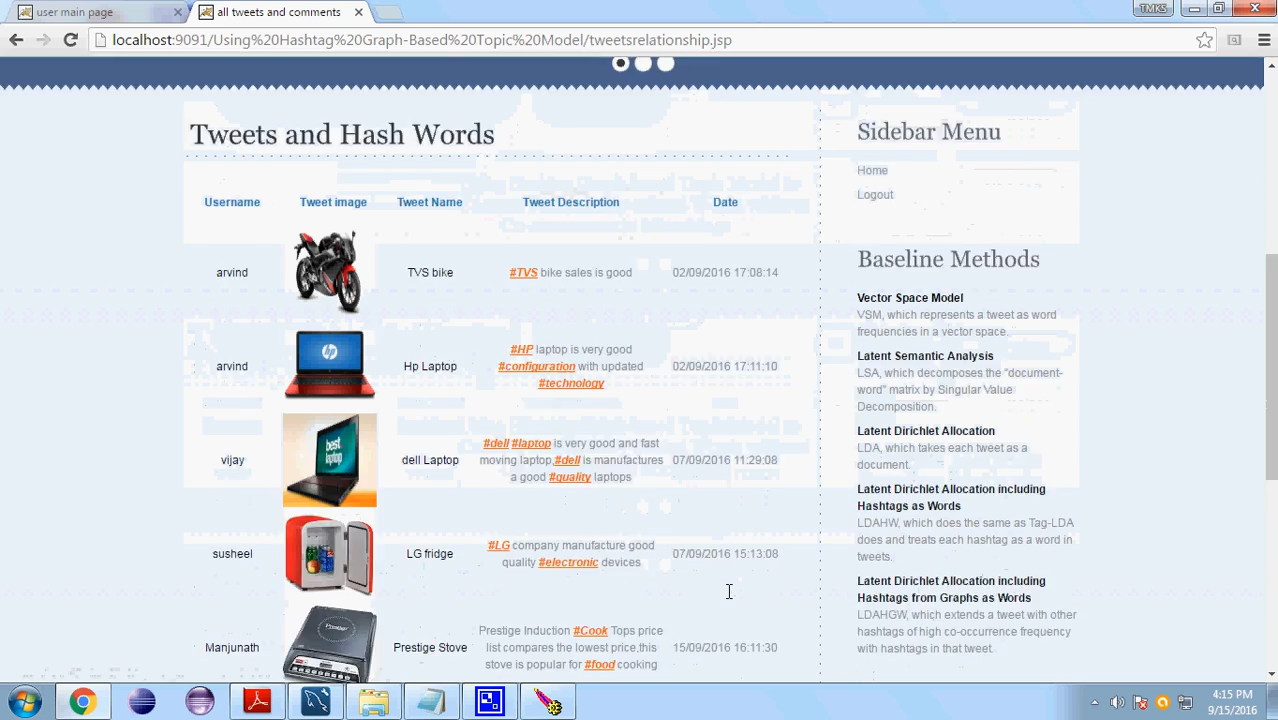 user main page
all tweets and comments
TMKS
localhost:9091/Using%20Hashtag%20Graph-Based%20Topic%20Model/tweetsrelationship.jsp
Tweets and Hash Words
Username Tweet image Tweet Name Tweet Description Date
arvind TVS bike #TVS bike sales is good 02/09/2016 17:08:14
hp
#HP laptop is very good
arvind Hp Laptop #configuration with updated 02/09/2016 17:11:10
#technology
best
laptop
#dell #laptop is very good and fast
vijay dell Laptop moving laptop,#dell is manufactures 07/09/2016 11:29:08
a good #quality laptops
#LG company manufacture good
susheel LG fridge 07/09/2016 15:13:08
quality #electronic devices
Prestige
Prestige Induction #Cook Tops price
Manjunath Prestige Stove list compares the lowest price,this 15/09/2016 16:11:30
stove is popular for #food cooking
Sidebar Menu
Home
Logout
Baseline Methods
Vector Space Model
VSM, which represents a tweet as word
frequencies in a vector space.
Latent Semantic Analysis
LSA, which decomposes the "document-
word" matrix by Singular Value
Decomposition.
Latent Dirichlet Allocation
LDA, which takes each tweet as a
document.
Latent Dirichlet Allocation including
Hashtags as Words
LDAHW, which does the same as Tag-LDA
does and treats each hashtag as a word in
tweets.
Latent Dirichlet Allocation including
Hashtags from Graphs as Words
LDAHGW, which extends a tweet with other
hashtags of high co-occurrence frequency
with hashtags in that tweet.
4:15 PM
9/15/2016